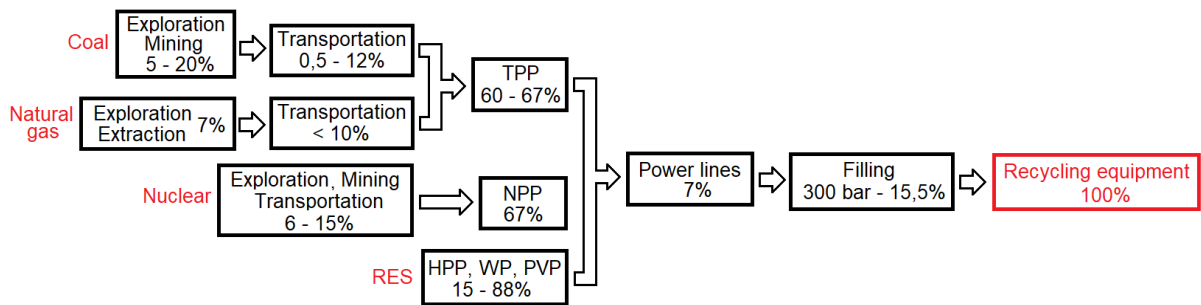 Coal
Exploration
Mining
5 - 20%
Transportation
0,5 - 12%
TPP
60 - 67%
Natural
gas
Exploration 7%
Extraction
Transportation
< 10%
Nuclear
Exploration, Mining
Transportation
6 - 15%
NPP
67%
RES
HPP, WP, PVP
15 - 88%
Power lines
7%
Filling
300 bar - 15,5%
Recycling equipment
100%